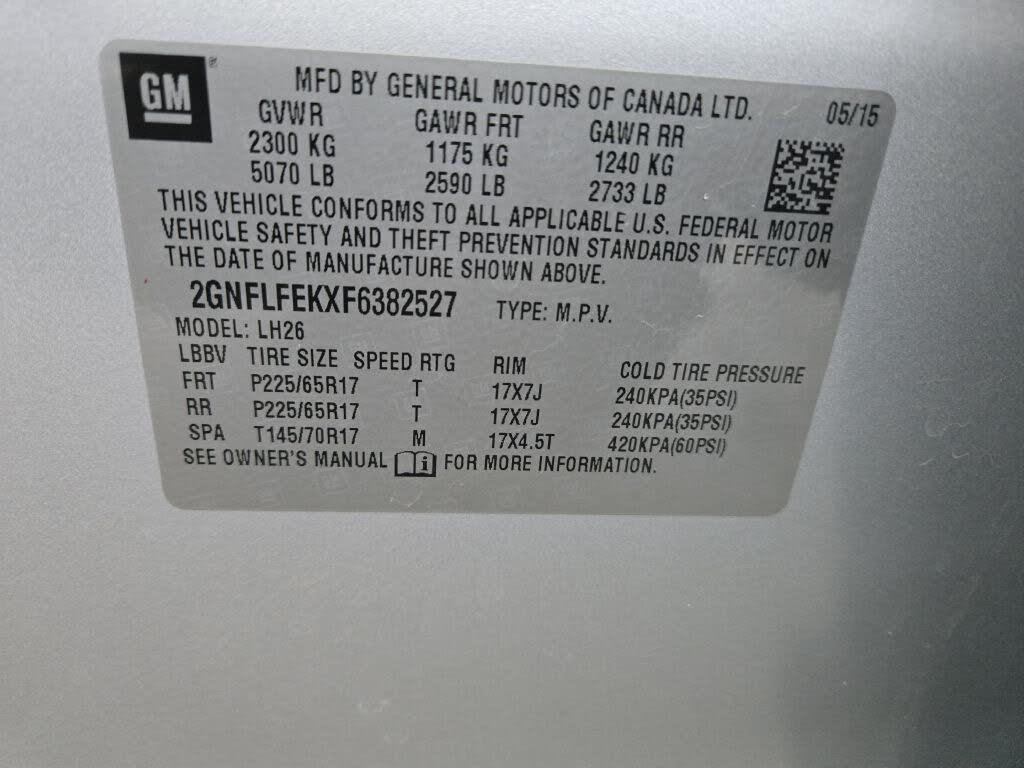 GM®
MFD BY GENERAL MOTORS OF CANADA LTD. 05/15
GVWR GAWR FRT GAWR RR
2300 KG 1175 KG 1240 KG
5070 LB 2590 LB 2733 LB
THIS VEHICLE CONFORMS TO ALL APPLICABLE U.S. FEDERAL MOTOR
VEHICLE SAFETY AND THEFT PREVENTION STANDARDS IN EFFECT ON
THE DATE OF MANUFACTURE SHOWN ABOVE.
2GNFLFEKXF6382527 TYPE: M.P.V.
MODEL: LH26
LBBV TIRE SIZE SPEED RTG RIM COLD TIRE PRESSURE
FRT P225/65R17 T 17X7J 240KPA(35PSI)
RR P225/65R17 T 17X7J 240KPA(35PSI)
SPA T145/70R17 M 17X4.5T 420KPA(60PSI)
SEE OWNER'S MANUAL i FOR MORE INFORMATION.